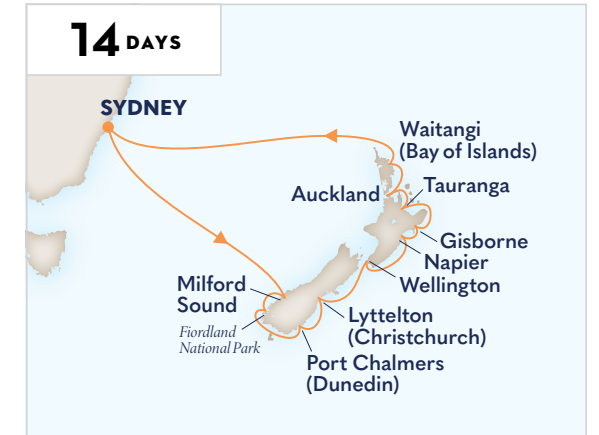 14 DAYS
SYDNEY
Waitangi
(Bay of Islands)
Auckland
Tauranga
Gisborne
Napier
Wellington
Milford
Sound
Fiordland
National Park
Lyttelton
(Christchurch)
Port Chalmers
(Dunedin)